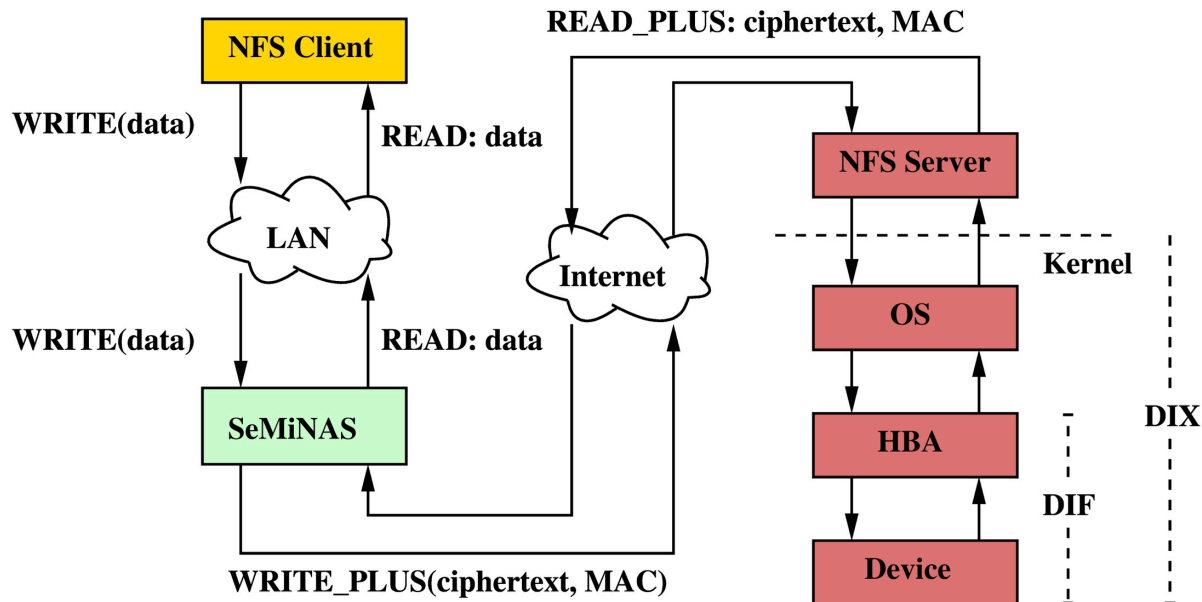 READ_PLUS: ciphertext, MAC
NFS Client
WRITE(data)
READ: data
NFS Server
LAN
Internet
Kernel
OS
WRITE(data)
READ: data
SeMiNAS
HBA
DIX
DIF
Device
WRITE_PLUS(ciphertext, MAC)